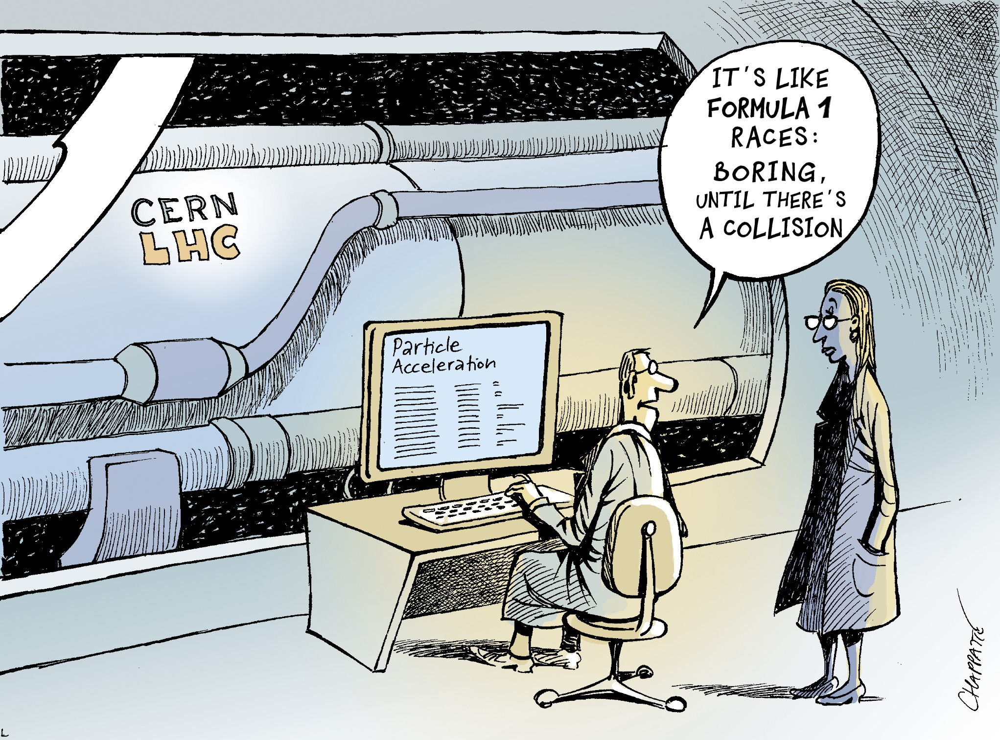 IT'S LIKE
FORMULA 1
RACES:
BORING,
UNTIL THERE'S
A COLLISION
CERN
LHC
Particle
Acceleration
CHAPPATTE